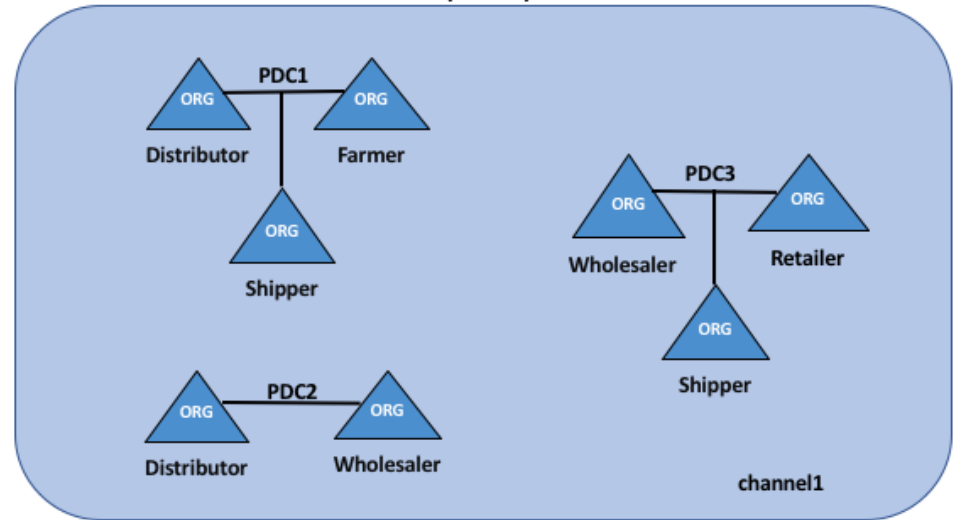 PDC1
ORG
ORG
Distributor
Farmer
ORG
Shipper
PDC3
ORG
ORG
Wholesaler
Retailer
ORG
Shipper
PDC2
ORG
ORG
Distributor
Wholesaler
channel1